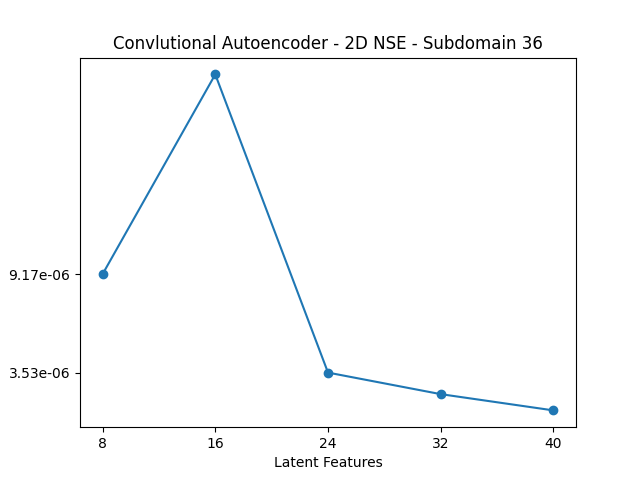 Convlutional Autoencoder - 2D NSE - Subdomain 36
9.17e-06
3.53e-06
8 16 24 32 40
Latent Features